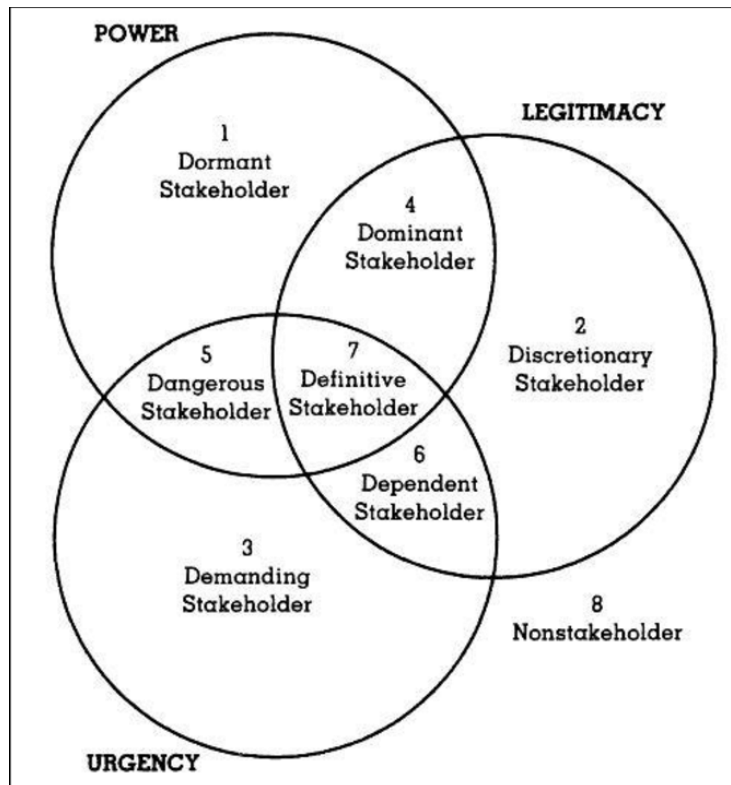 POWER
LEGITIMACY
1
Dormant
Stakeholder
4
Dominant
Stakeholder
2
Discretionary
Stakeholder
5
Dangerous
Stakeholder
7
Definitive
Stakeholder
6
Dependent
Stakeholder
3
Demanding
Stakeholder
8
Nonstakeholder
URGENCY